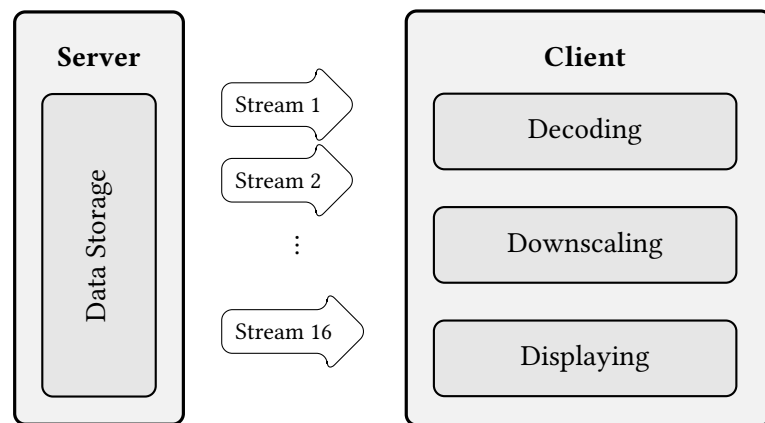 Server
Data Storage
Stream 1
Stream 2
⋮
Stream 16
Client
Decoding
Downscaling
Displaying